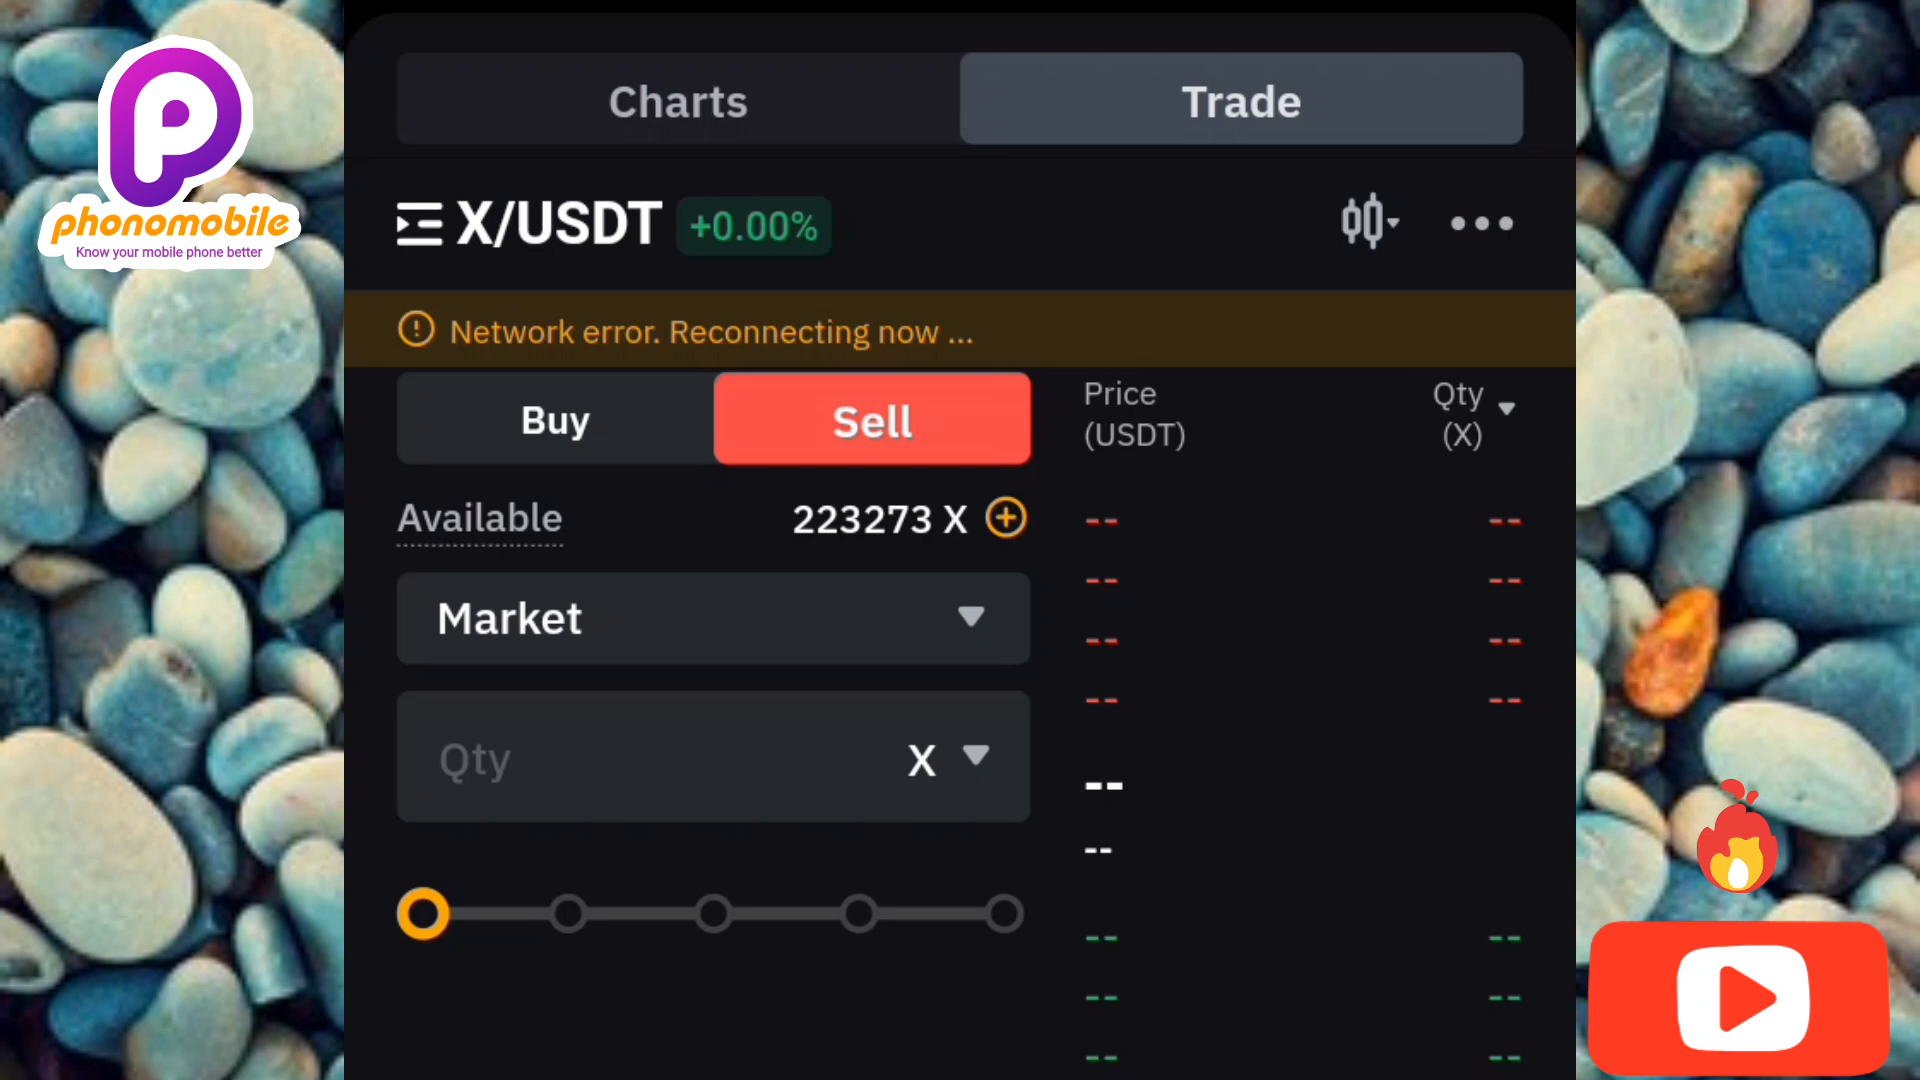 phonomobile
Know your mobile phone better
Charts
Trade
X/USDT +0.00%
Network error. Reconnecting now ...
Buy
Sell
Price
(USDT)
Qty
(X)
Available
223273 X
Market
Qty
X
-- --
-- --
-- --
-- --
--
--
-- --
-- --
-- --